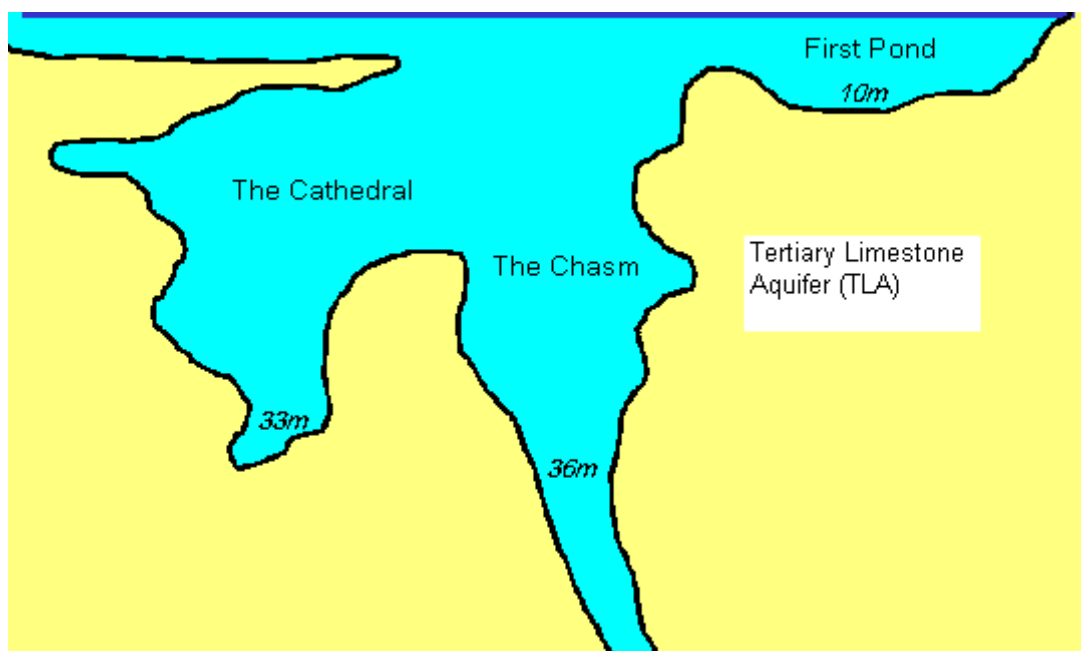 First Pond
10m
The Cathedral
The Chasm
Tertiary Limestone
Aquifer (TLA)
33m
36m